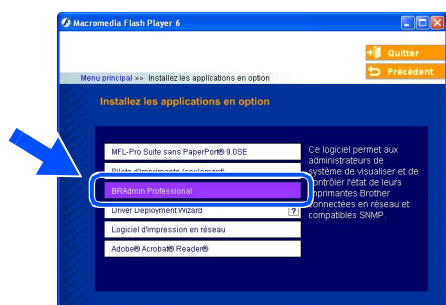 Macromedia Flash Player 6
Quitter
Précédent
Menu principal »» Installez les applications en option
Installez les applications en option
MFL-Pro Suite sans PaperPort® 9.0SE
Pilote d'imprimante (seulement)
BRAdmin Professional
Driver Deployment Wizard
?
Logiciel d'impression en réseau
Adobe® Acrobat® Reader®
Ce logiciel permet aux
administrateurs de
système de visualiser et de
contrôler l'état de leurs
imprimantes Brother
connectées en réseau et
compatibles SNMP.